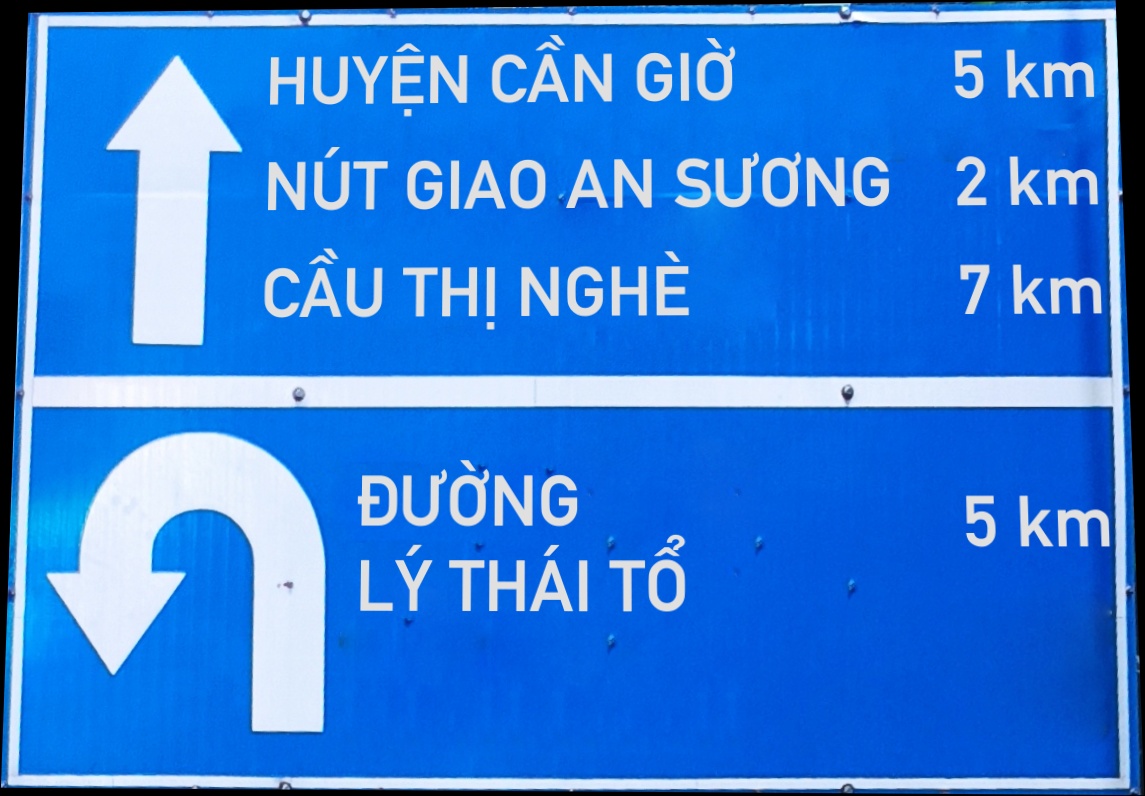 HUYỆN CẦN GIỜ 5 km
NÚT GIAO AN SƯƠNG 2 km
CẦU THỊ NGHÈ 7 km
ĐƯỜNG 5 km
LÝ THÁI TỔ